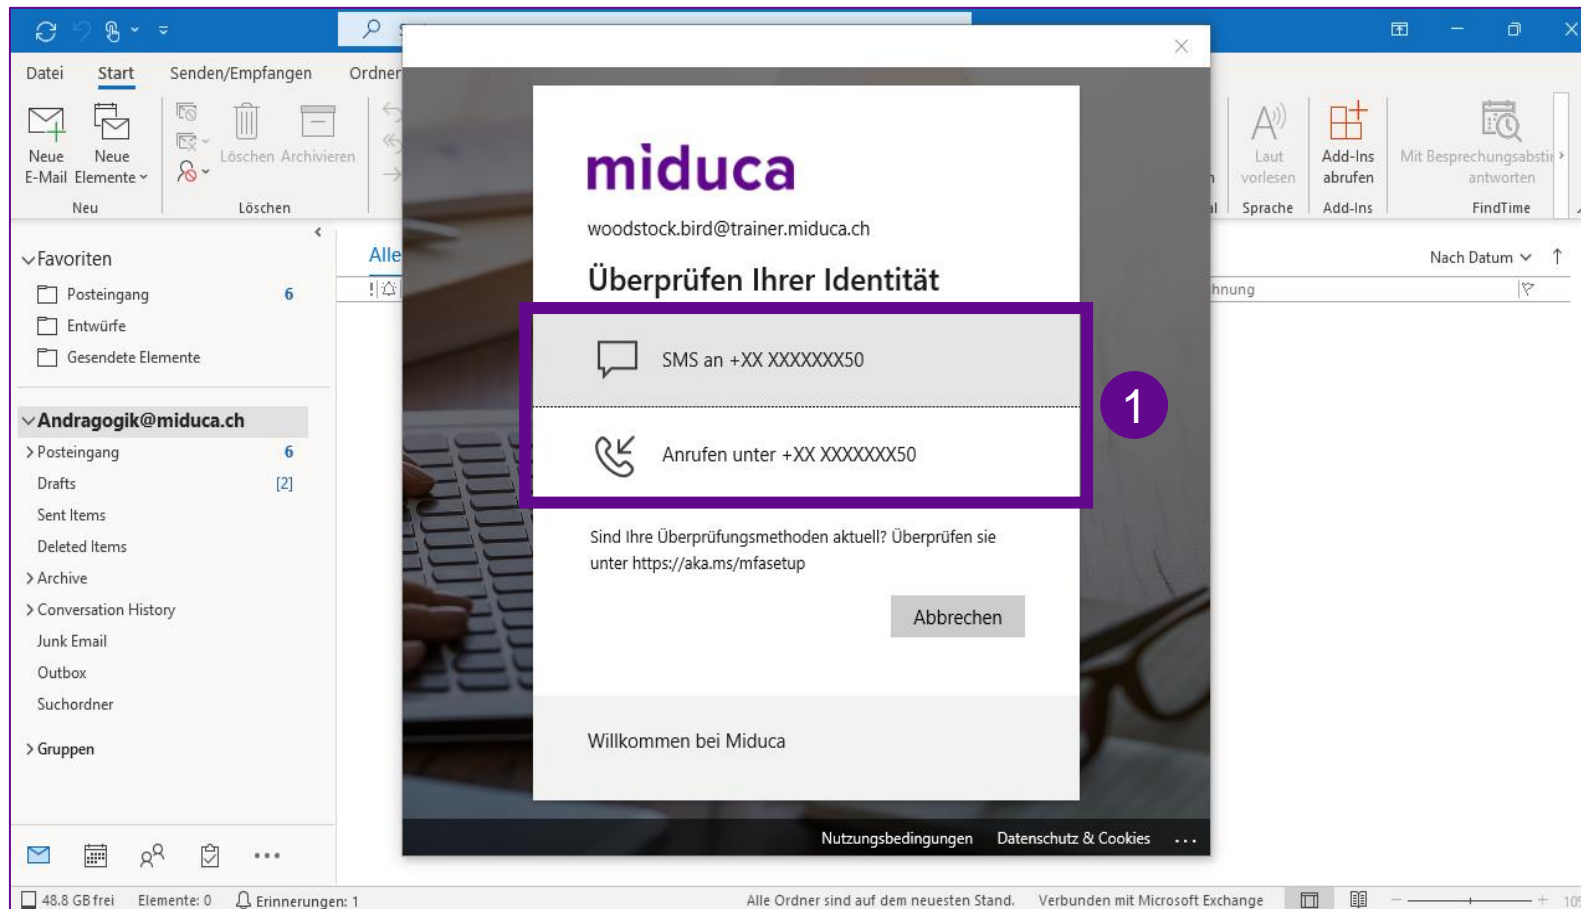 Datei Start Senden/Empfangen Ordner
Neue E-Mail
Neue Elemente
Löschen Archivieren
Laut vorlesen
Add-Ins abrufen
Mit Besprechungsabstin
antworten
Neu Löschen Sprache Add-Ins FindTime
Favoriten
Posteingang 6
Entwürfe
Gesendete Elemente
Andragogik@miduca.ch
Posteingang 6
Drafts [2]
Sent Items
Deleted Items
Archive
Conversation History
Junk Email
Outbox
Suchordner
Gruppen
Alle
Nach Datum
hnung
miduca
woodstock.bird@trainer.miduca.ch
Überprüfen Ihrer Identität
SMS an +XX XXXXXXX50
Anrufen unter +XX XXXXXXX50
1
Sind Ihre Überprüfungsmethoden aktuell? Überprüfen sie
unter https://aka.ms/mfasetup
Abbrechen
Willkommen bei Miduca
Nutzungsbedingungen Datenschutz & Cookies ...
48.8 GB frei Elemente: 0 Erinnerungen: 1 Alle Ordner sind auf dem neuesten Stand. Verbunden mit Microsoft Exchange